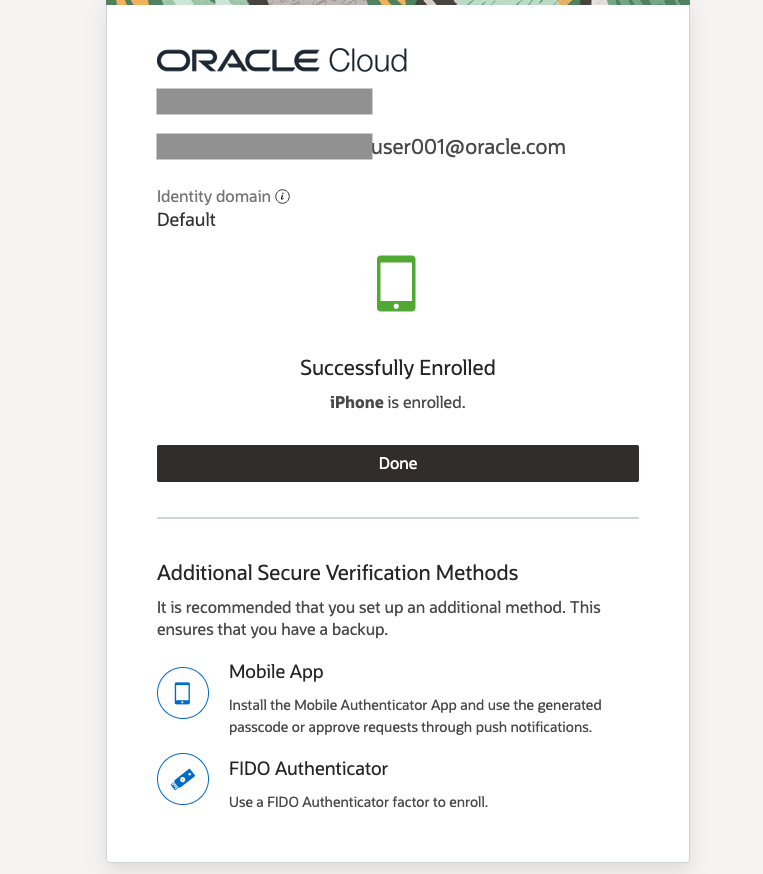 ORACLE Cloud
user001@oracle.com
Identity domain
Default
Successfully Enrolled
iPhone is enrolled.
Done
Additional Secure Verification Methods
It is recommended that you set up an additional method. This
ensures that you have a backup.
Mobile App
Install the Mobile Authenticator App and use the generated
passcode or approve requests through push notifications.
FIDO Authenticator
Use a FIDO Authenticator factor to enroll.